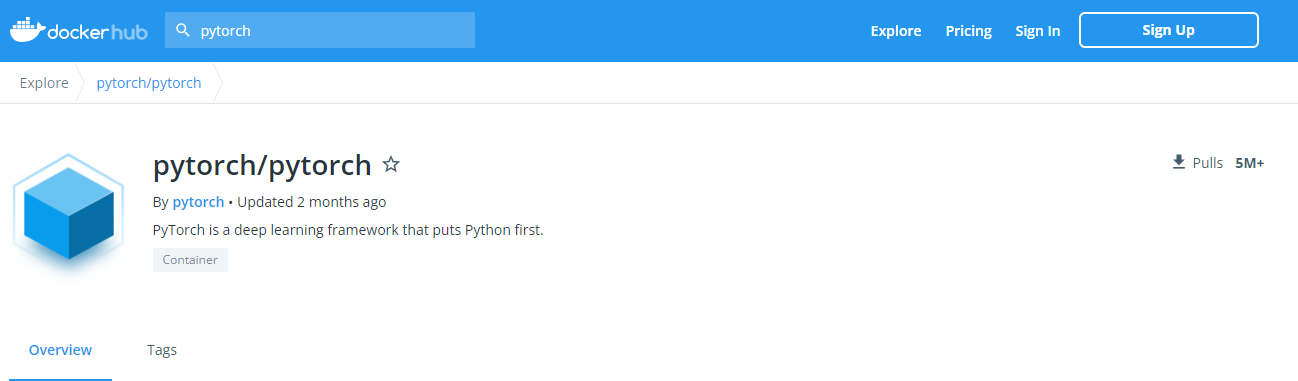 dockerhub pytorch Explore Pricing Sign In Sign Up
Explore pytorch/pytorch
pytorch/pytorch
Pulls 5M+
By pytorch • Updated 2 months ago
PyTorch is a deep learning framework that puts Python first.
Container
Overview Tags